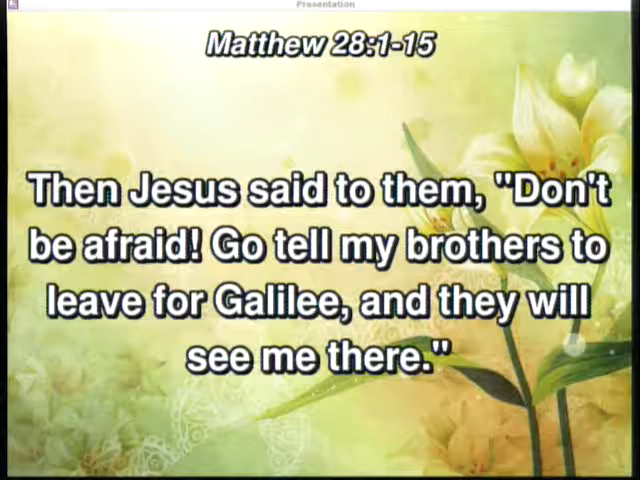 Presentation
Matthew 28:1-15
Then Jesus said to them, "Don't
be afraid! Go tell my brothers to
leave for Galilee, and they will
see me there."